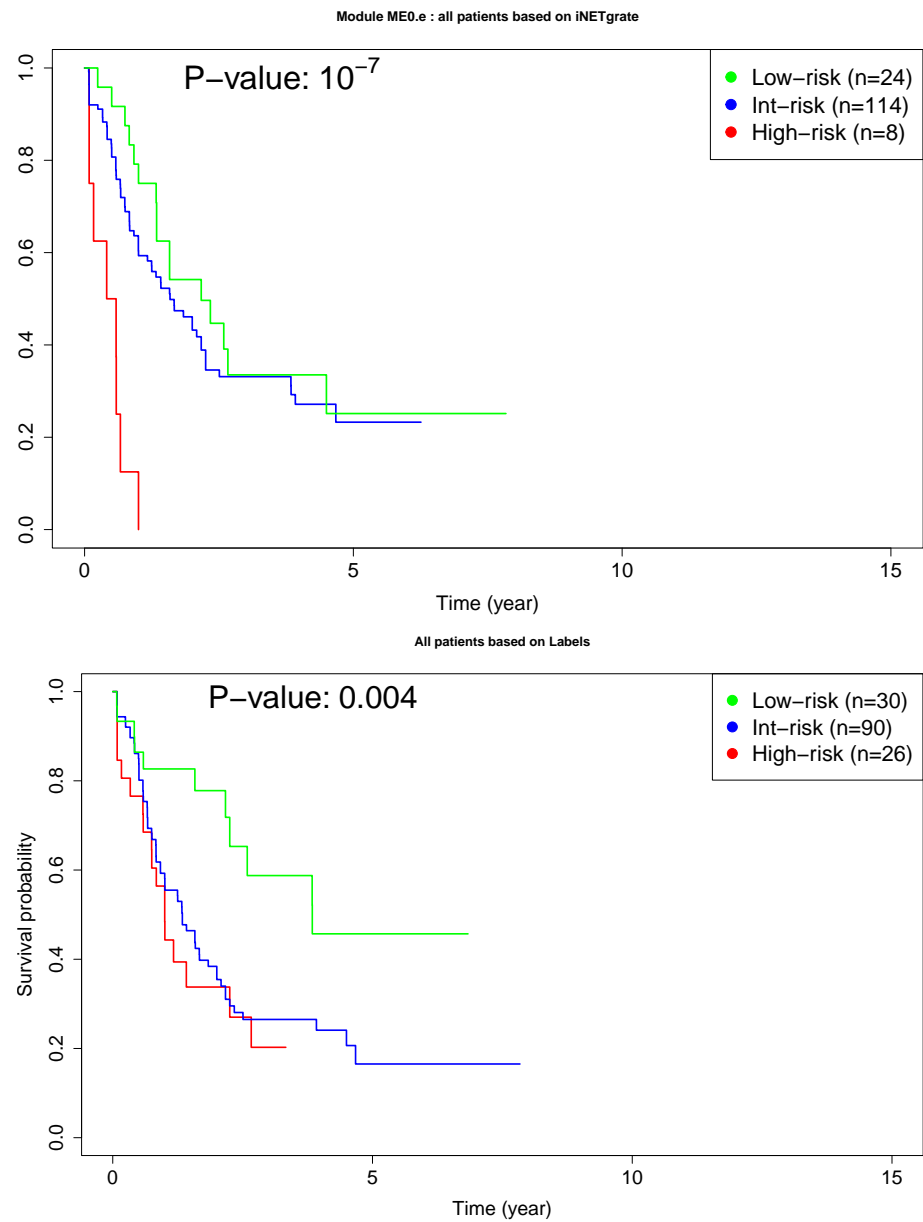 Module ME0.e : all patients based on iNETgrate
P−value: 10⁻⁷
Low−risk (n=24)
Int−risk (n=114)
High−risk (n=8)
1.0
0.8
0.6
0.4
0.2
0.0
0 5 10 15
Time (year)
All patients based on Labels
P−value: 0.004
Low−risk (n=30)
Int−risk (n=90)
High−risk (n=26)
Survival probability
1.0
0.8
0.6
0.4
0.2
0.0
0 5 10 15
Time (year)